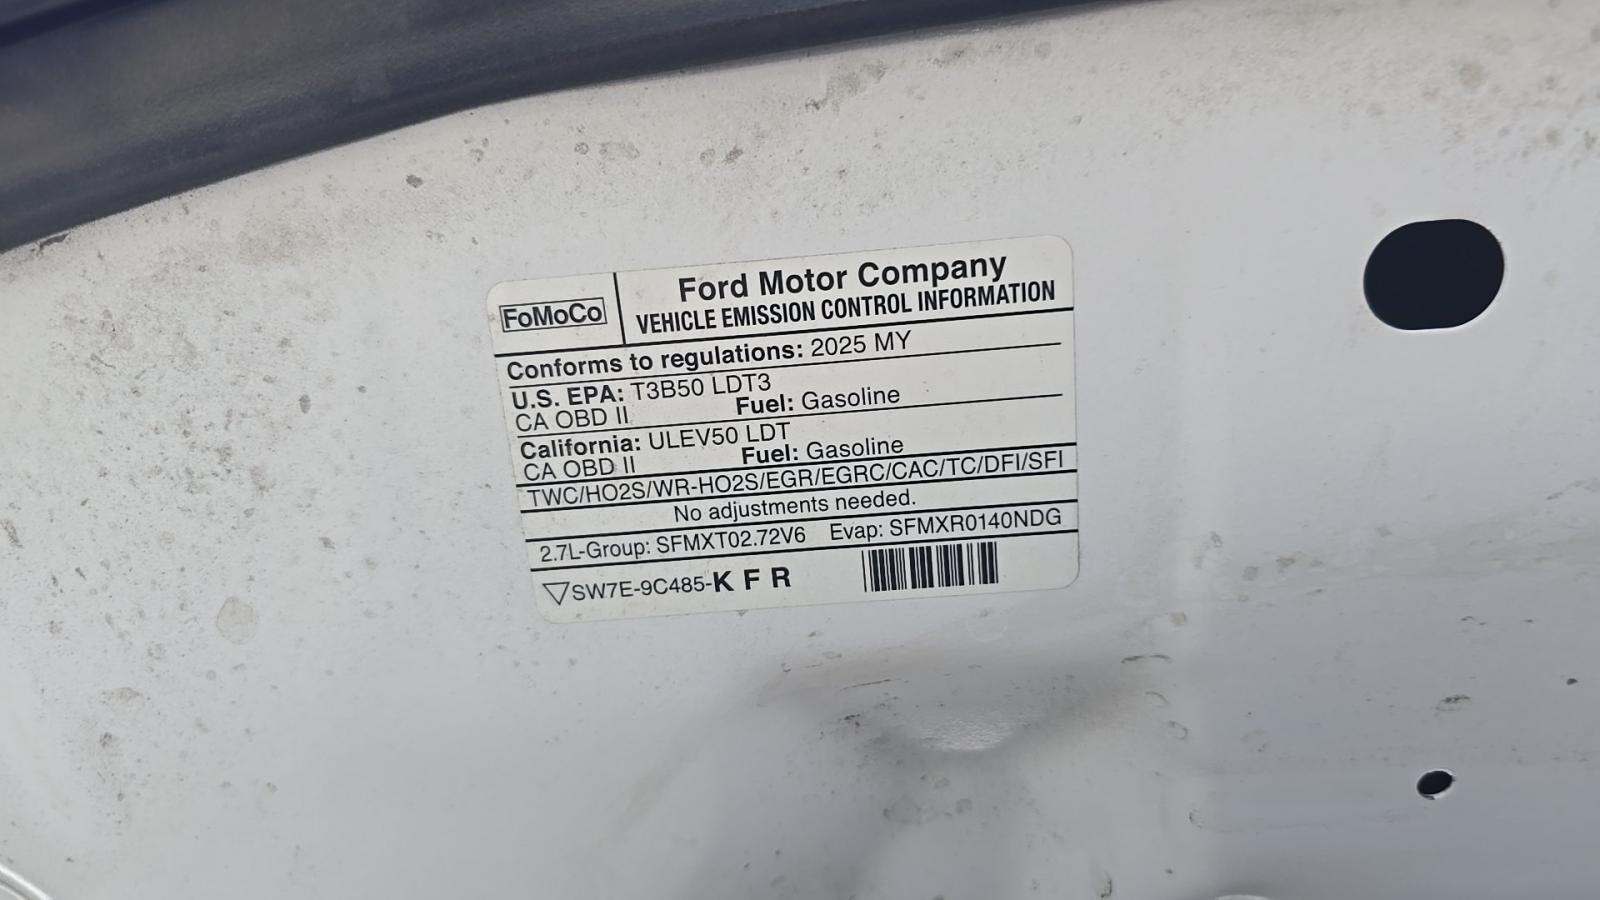 FoMoCo
Ford Motor Company
VEHICLE EMISSION CONTROL INFORMATION
Conforms to regulations: 2025 MY
U.S. EPA: T3B50 LDT3
CA OBD II Fuel: Gasoline
California: ULEV50 LDT
CA OBD II Fuel: Gasoline
TWC/HO2S/WR-HO2S/EGR/EGRC/CAC/TC/DFI/SFI
No adjustments needed.
2.7L-Group: SFMXT02.72V6 Evap: SFMXR0140NDG
SW7E-9C485-K F R